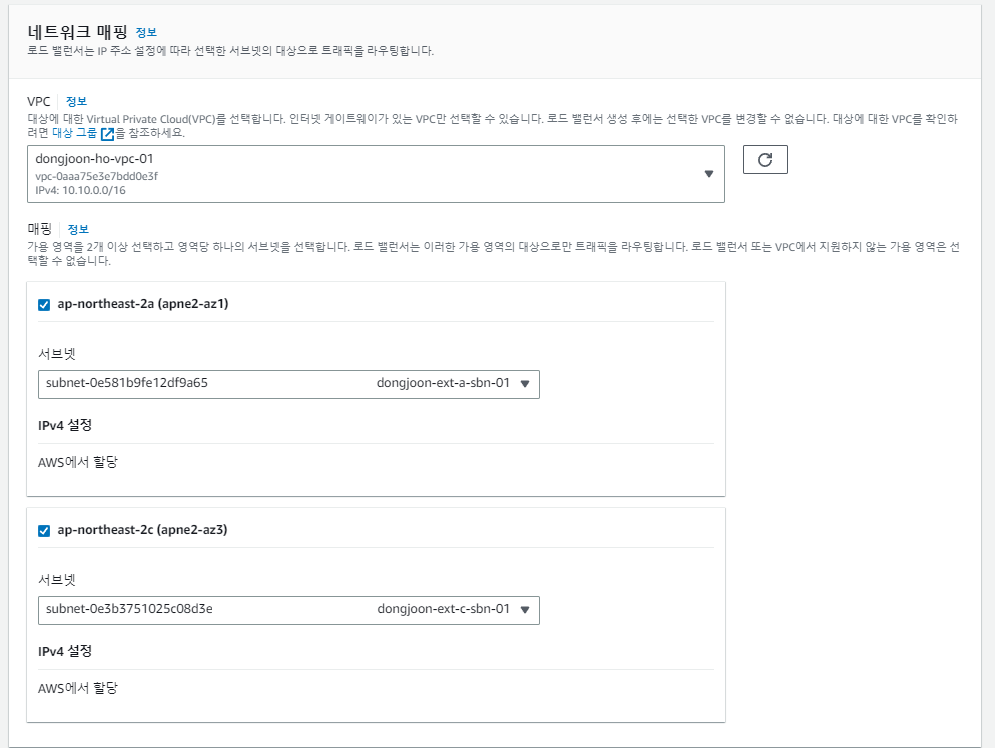 네트워크 매핑 정보
로드 밸런서는 IP 주소 설정에 따라 선택한 서브넷의 대상으로 트래픽을 라우팅합니다.
VPC 정보
대상에 대한 Virtual Private Cloud(VPC)를 선택합니다. 인터넷 게이트웨이가 있는 VPC만 선택할 수 있습니다. 로드 밸런서 생성 후에는 선택한 VPC를 변경할 수 없습니다. 대상에 대한 VPC를 확인하
려면 대상 그룹을 참조하세요.
dongjoon-ho-vpc-01
vpc-0aaa75e3e7bdd0e3f
IPv4: 10.10.0.0/16
매핑 정보
가용 영역을 2개 이상 선택하고 영역당 하나의 서브넷을 선택합니다. 로드 밸런서는 이러한 가용 영역의 대상으로만 트래픽을 라우팅합니다. 로드 밸런서 또는 VPC에서 지원하지 않는 가용 영역은 선
택할 수 없습니다.
ap-northeast-2a (apne2-az1)
서브넷
subnet-0e581b9fe12df9a65 dongjoon-ext-a-sbn-01
IPv4 설정
AWS에서 할당
ap-northeast-2c (apne2-az3)
서브넷
subnet-0e3b3751025c08d3e dongjoon-ext-c-sbn-01
IPv4 설정
AWS에서 할당